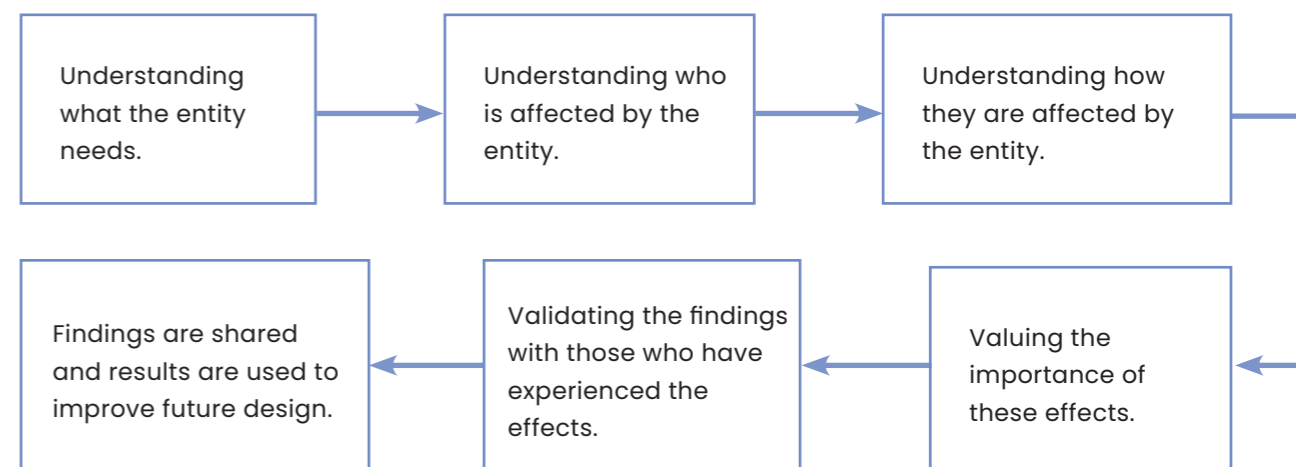 Understanding
what the entity
needs.
Understanding who
is affected by the
entity.
Understanding how
they are affected by
the entity.
Valuing the
importance of
these effects.
Validating the findings
with those who have
experienced the
effects.
Findings are shared
and results are used to
improve future design.